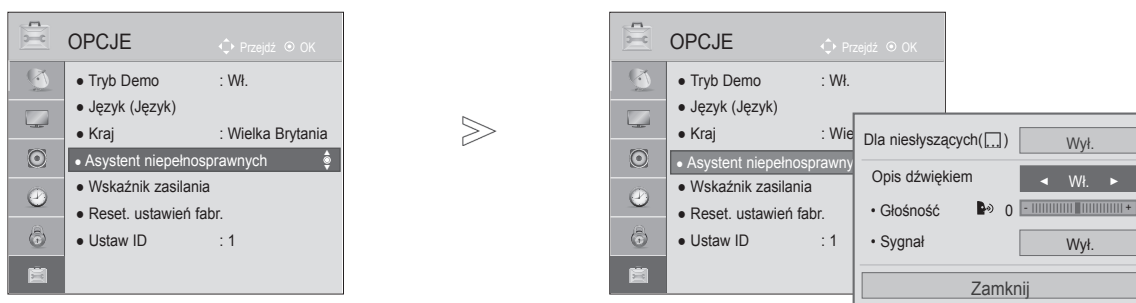 OPCJE Przejdź OK
● Tryb Demo : Wł.
● Język (Język)
● Kraj : Wielka Brytania
● Asystent niepełnosprawnych
● Wskaźnik zasilania
● Reset. ustawień fabr.
● Ustaw ID : 1
OPCJE Przejdź OK
● Tryb Demo : Wł.
● Język (Język)
● Kraj : Wie
● Asystent niepełnosprawny
● Wskaźnik zasilania
● Reset. ustawień fabr.
● Ustaw ID : 1
Dla niesłyszących( ) Wył.
Opis dźwiękiem ◄ Wł. ►
• Głośność 0 - +
• Sygnał Wył.
Zamknij